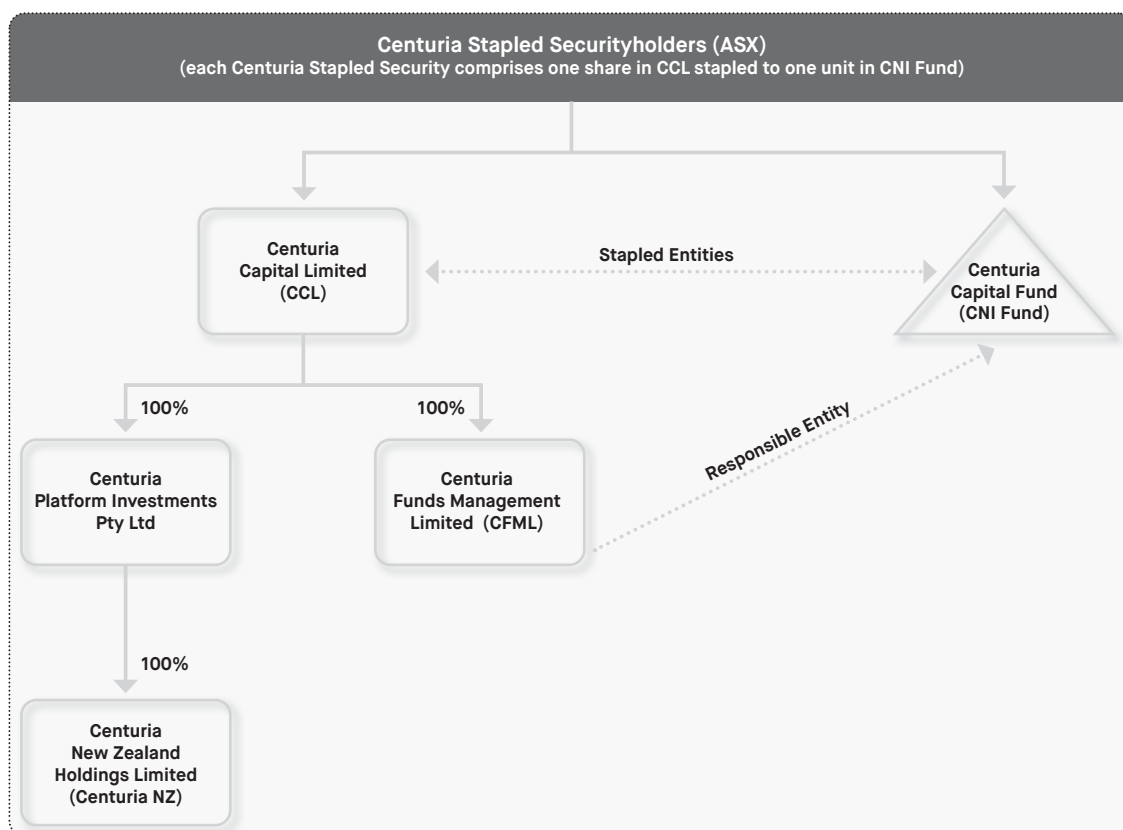 Centuria Stapled Securityholders (ASX)
(each Centuria Stapled Security comprises one share in CCL stapled to one unit in CNI Fund)
Centuria
Capital Limited
(CCL)
Stapled Entities
Centuria
Capital Fund
(CNI Fund)
100%
100%
Responsible Entity
Centuria
Platform Investments
Pty Ltd
Centuria
Funds Management
Limited (CFML)
100%
Centuria
New Zealand
Holdings Limited
(Centuria NZ)